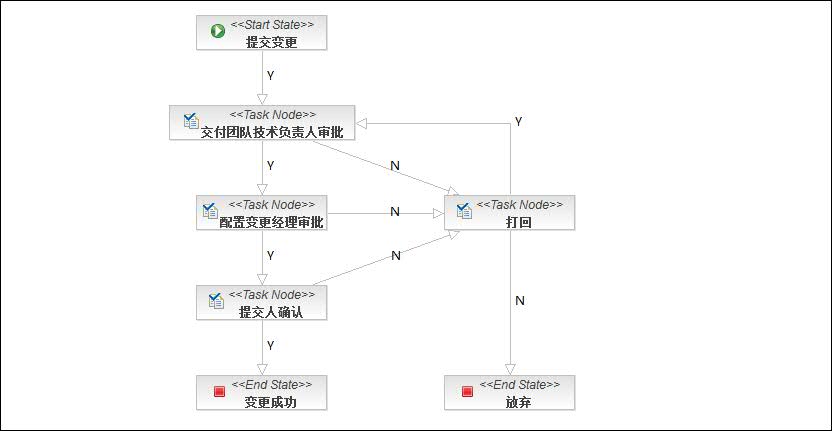 <<Start State>>
提交变更
Y
<<Task Node>>
交付团队技术负责人审批
Y
Y
N
<<Task Node>>
配置变更经理审批
N
<<Task Node>>
打回
Y
N
<<Task Node>>
提交人确认
N
Y
<<End State>>
变更成功
<<End State>>
放弃